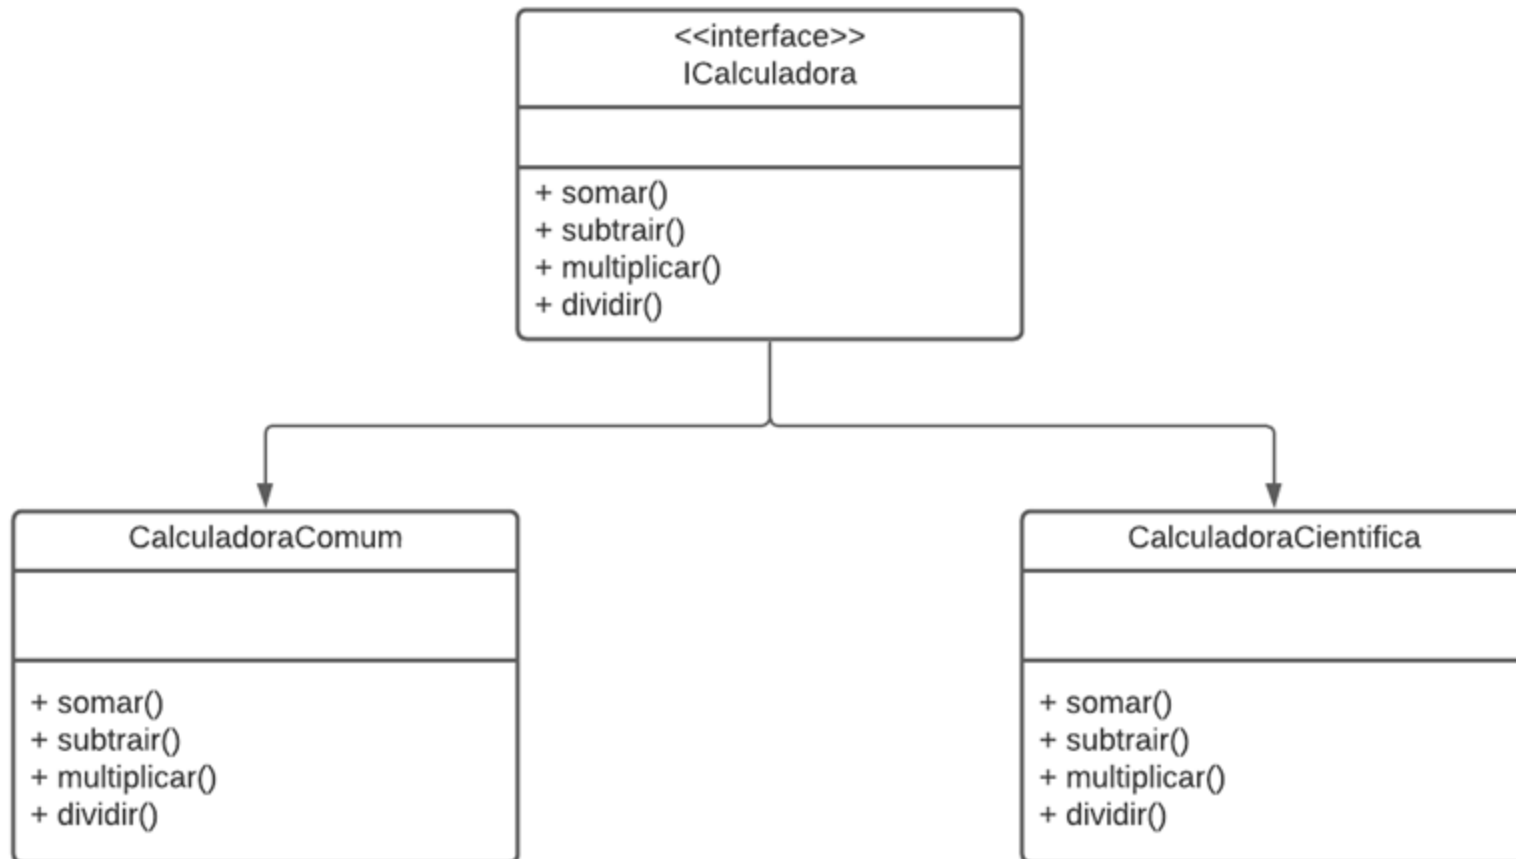 <<interface>>
ICalculadora
+ somar()
+ subtrair()
+ multiplicar()
+ dividir()
CalculadoraComum
+ somar()
+ subtrair()
+ multiplicar()
+ dividir()
CalculadoraCientifica
+ somar()
+ subtrair()
+ multiplicar()
+ dividir()